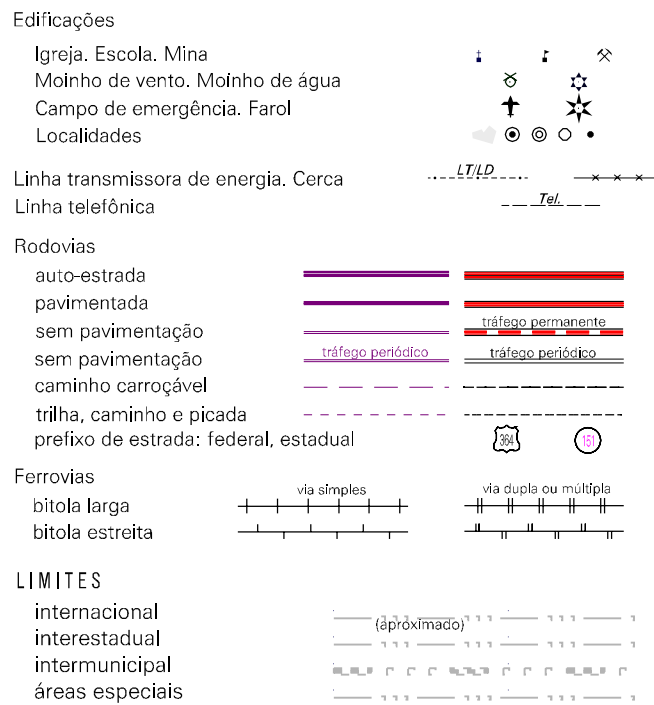 Edificações
Igreja. Escola. Mina
Moinho de vento. Moinho de água
Campo de emergência. Farol
Localidades
Linha transmissora de energia. Cerca LT/LD
Linha telefônica Tel.
Rodovias
auto-estrada
pavimentada
sem pavimentação tráfego permanente
sem pavimentação tráfego periódico tráfego periódico
caminho carroçável
trilha, caminho e picada
prefixo de estrada: federal, estadual 364 151
Ferrovias
via simples via dupla ou múltipla
bitola larga
bitola estreita
LIMITES
internacional (aproximado)
interestadual
intermunicipal
áreas especiais